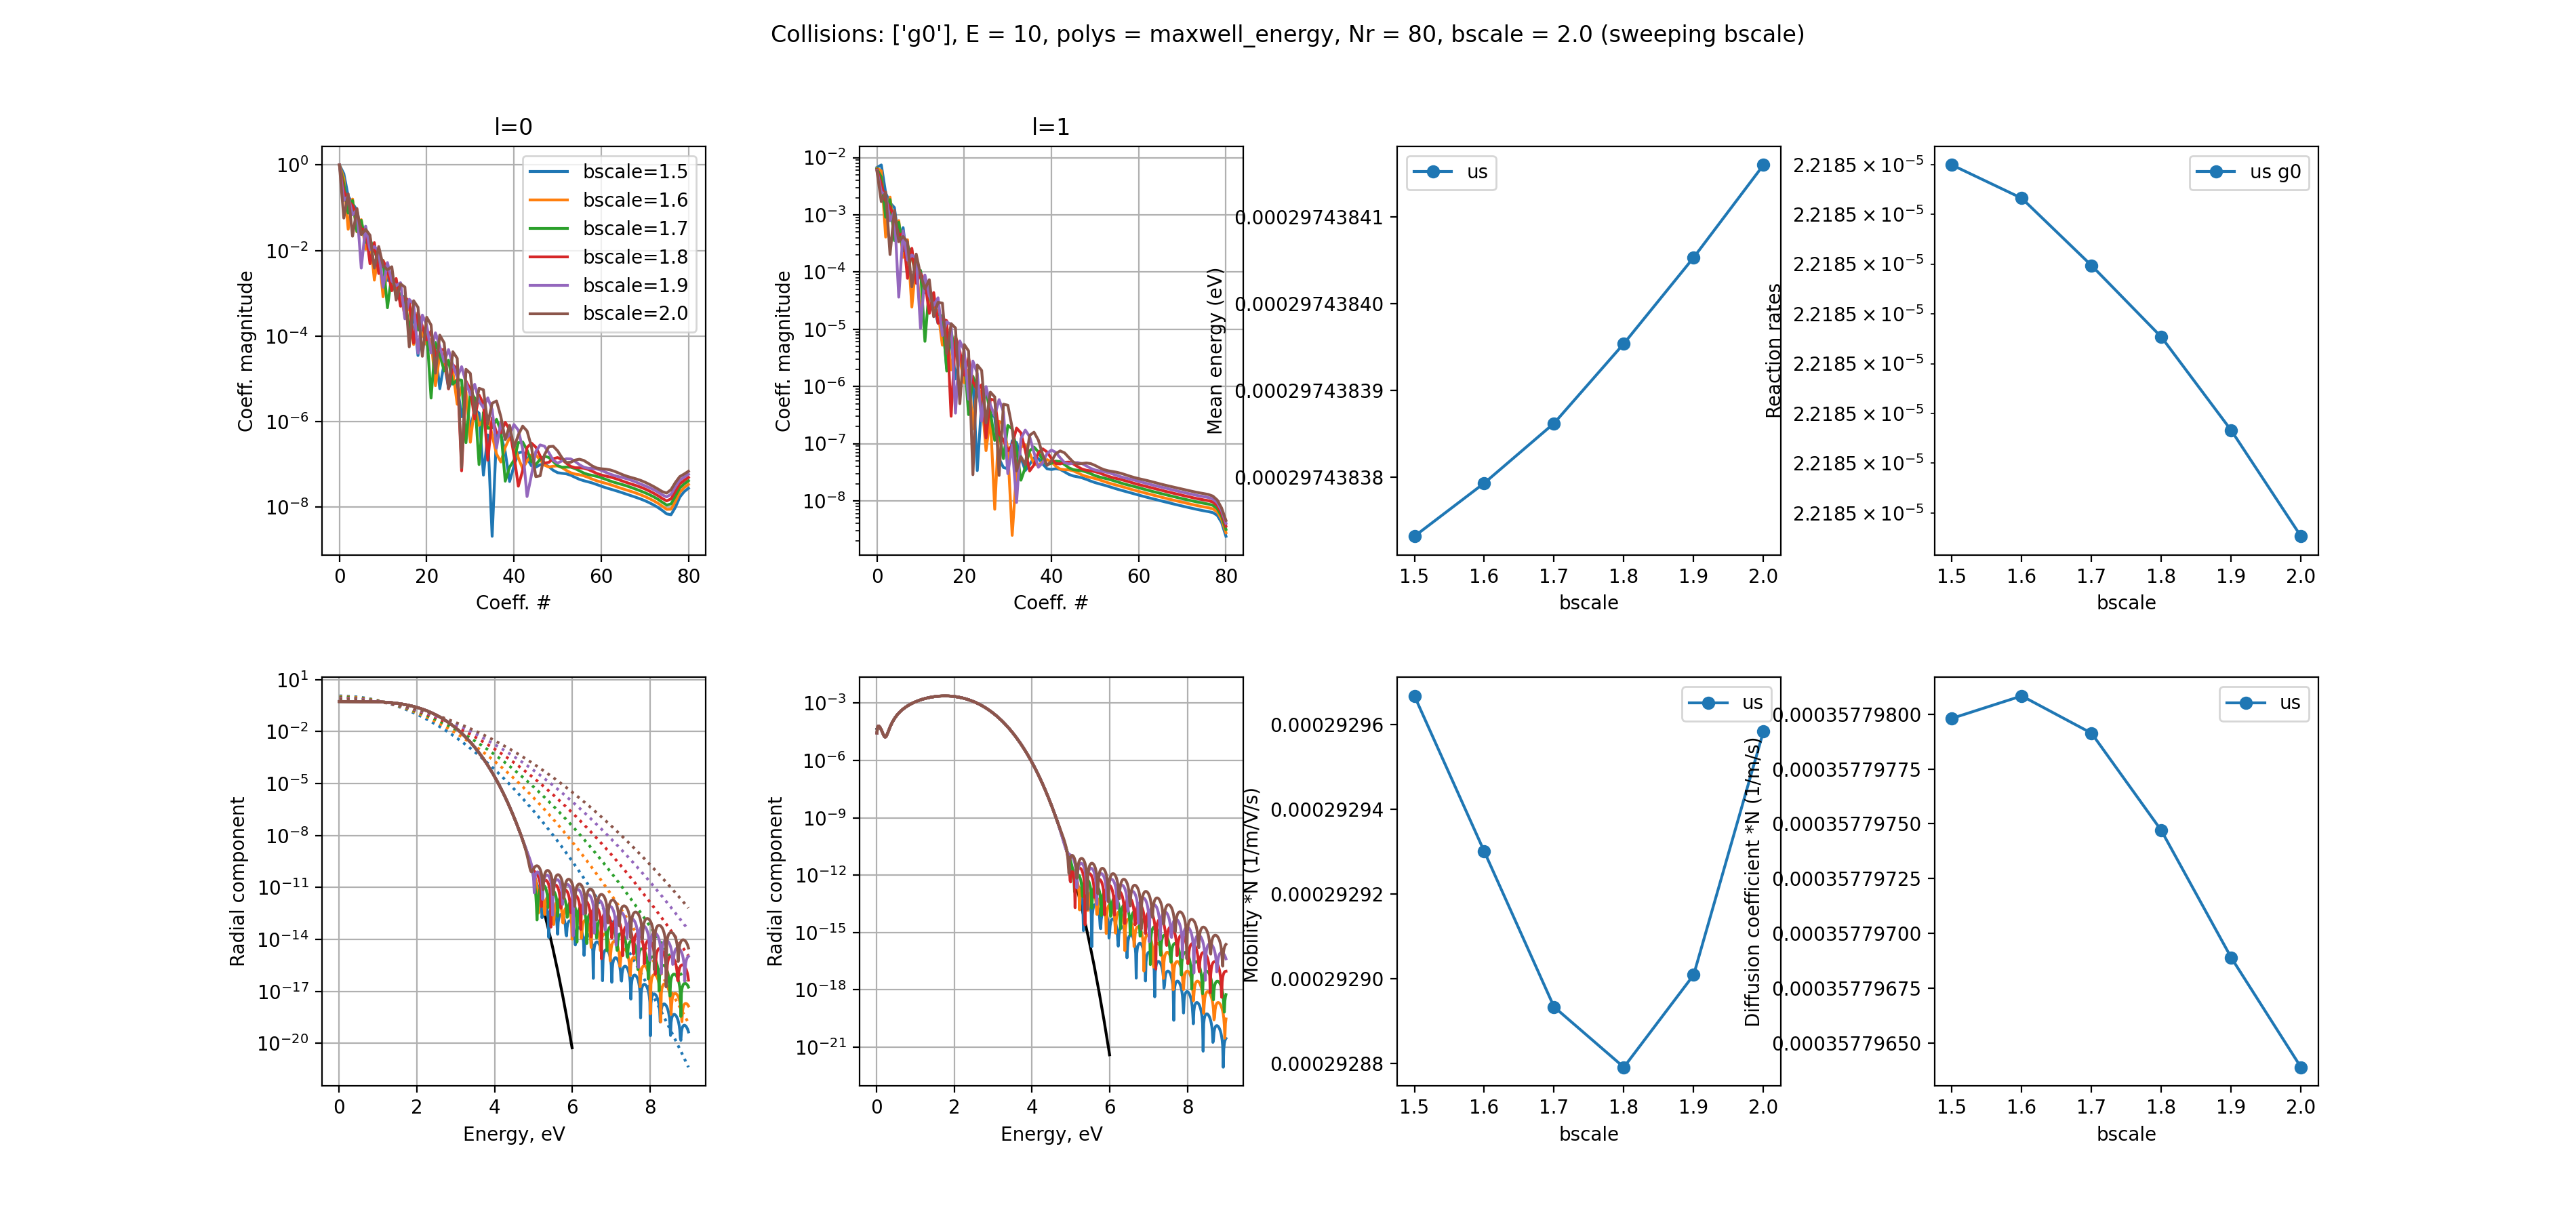 Collisions: ['g0'], E = 10, polys = maxwell_energy, Nr = 80, bscale = 2.0 (sweeping bscale)
l=0
Coeff. magnitude
10⁰
10⁻²
10⁻⁴
10⁻⁶
10⁻⁸
bscale=1.5
bscale=1.6
bscale=1.7
bscale=1.8
bscale=1.9
bscale=2.0
0 20 40 60 80
Coeff. #
l=1
Coeff. magnitude
10⁻²
10⁻³
10⁻⁴
10⁻⁵
10⁻⁶
10⁻⁷
10⁻⁸
0 20 40 60 80
Coeff. #
Mean energy (eV)
us
0.00029743841
0.00029743840
0.00029743839
0.00029743838
1.5 1.6 1.7 1.8 1.9 2.0
bscale
Reaction rates
us g0
2.2185 × 10⁻⁵
2.2185 × 10⁻⁵
2.2185 × 10⁻⁵
2.2185 × 10⁻⁵
2.2185 × 10⁻⁵
2.2185 × 10⁻⁵
2.2185 × 10⁻⁵
2.2185 × 10⁻⁵
1.5 1.6 1.7 1.8 1.9 2.0
bscale
Radial component
10¹
10⁻²
10⁻⁵
10⁻⁸
10⁻¹¹
10⁻¹⁴
10⁻¹⁷
10⁻²⁰
0 2 4 6 8
Energy, eV
Radial component
10⁻³
10⁻⁶
10⁻⁹
10⁻¹²
10⁻¹⁵
10⁻¹⁸
10⁻²¹
0 2 4 6 8
Energy, eV
Mobility *N (1/m/V/s)
us
0.00029296
0.00029294
0.00029292
0.00029290
0.00029288
1.5 1.6 1.7 1.8 1.9 2.0
bscale
Diffusion coefficient *N (1/m/s)
us
0.00035779800
0.00035779775
0.00035779750
0.00035779725
0.00035779700
0.00035779675
0.00035779650
1.5 1.6 1.7 1.8 1.9 2.0
bscale